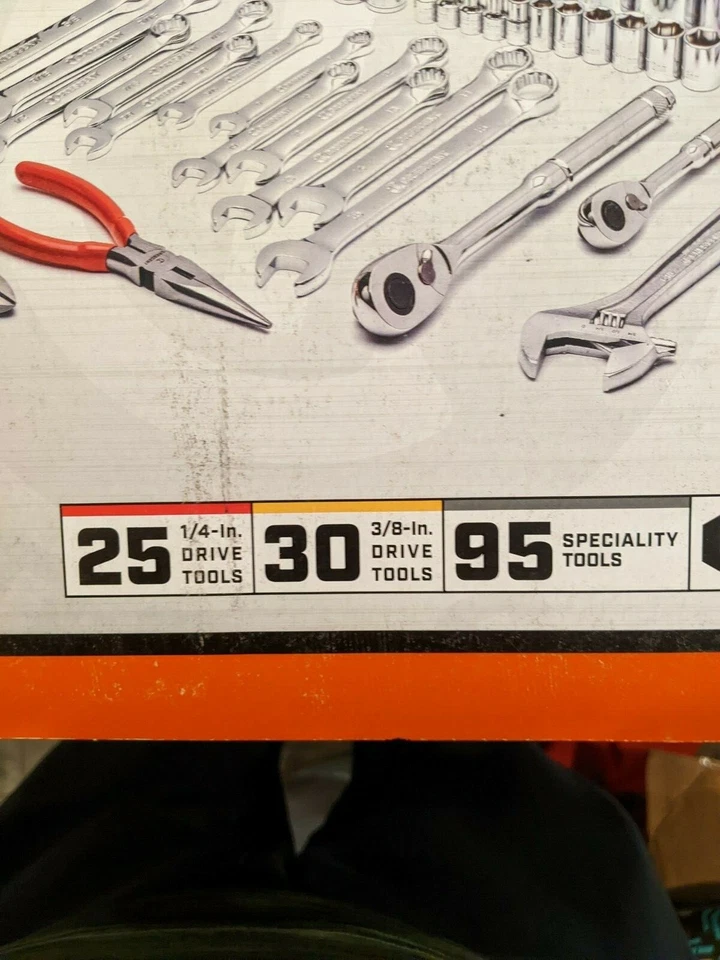 25 1/4-In.
DRIVE
TOOLS
30 3/8-In.
DRIVE
TOOLS
95 SPECIALITY
TOOLS